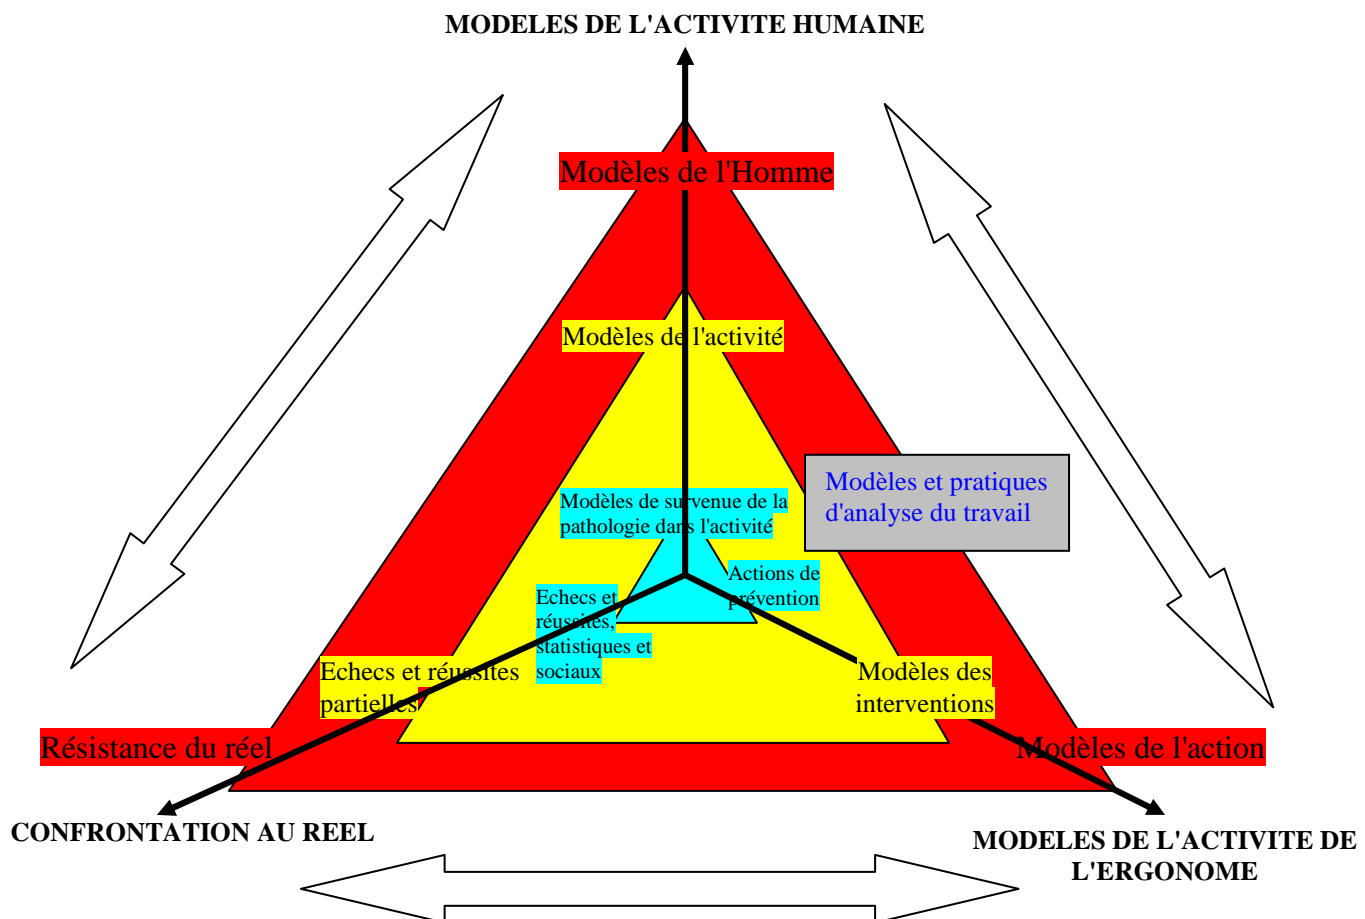 MODELES DE L'ACTIVITE HUMAINE
Modèles de l'Homme
Modèles de l'activité
Modèles et pratiques
d'analyse du travail
Modèles de survenue de la
pathologie dans l'activité
Actions de
prévention
Echecs et
réussites,
statistiques et
sociaux
Echecs et réussites
partielles
Modèles des
interventions
Résistance du réel
Modèles de l'action
CONFRONTATION AU REEL
MODELES DE L'ACTIVITE DE
L'ERGONOME